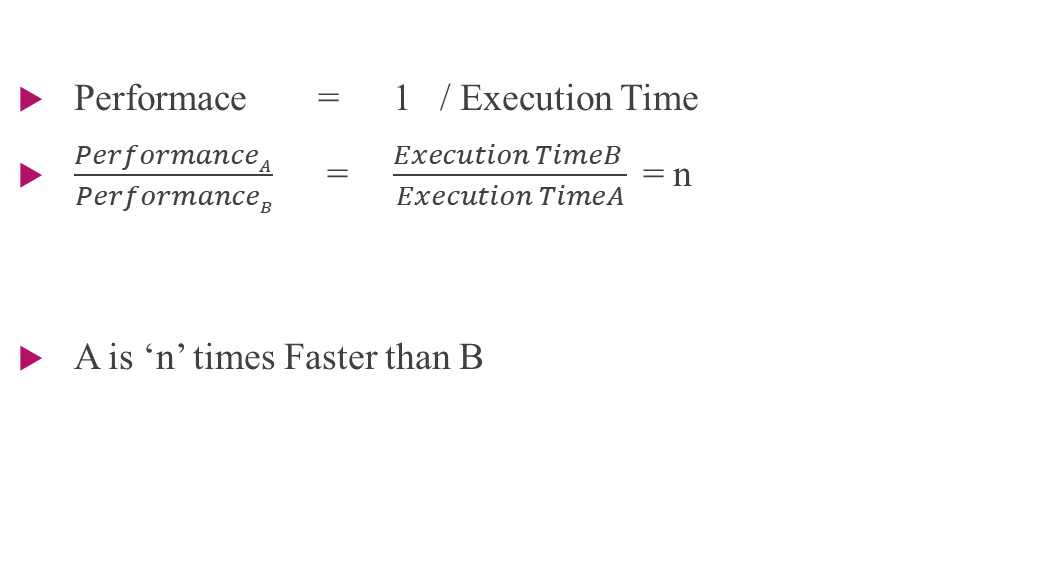 Performace = 1 / Execution Time
Performance_A / Performance_B = Execution TimeB / Execution TimeA = n
A is ‘n’ times Faster than B